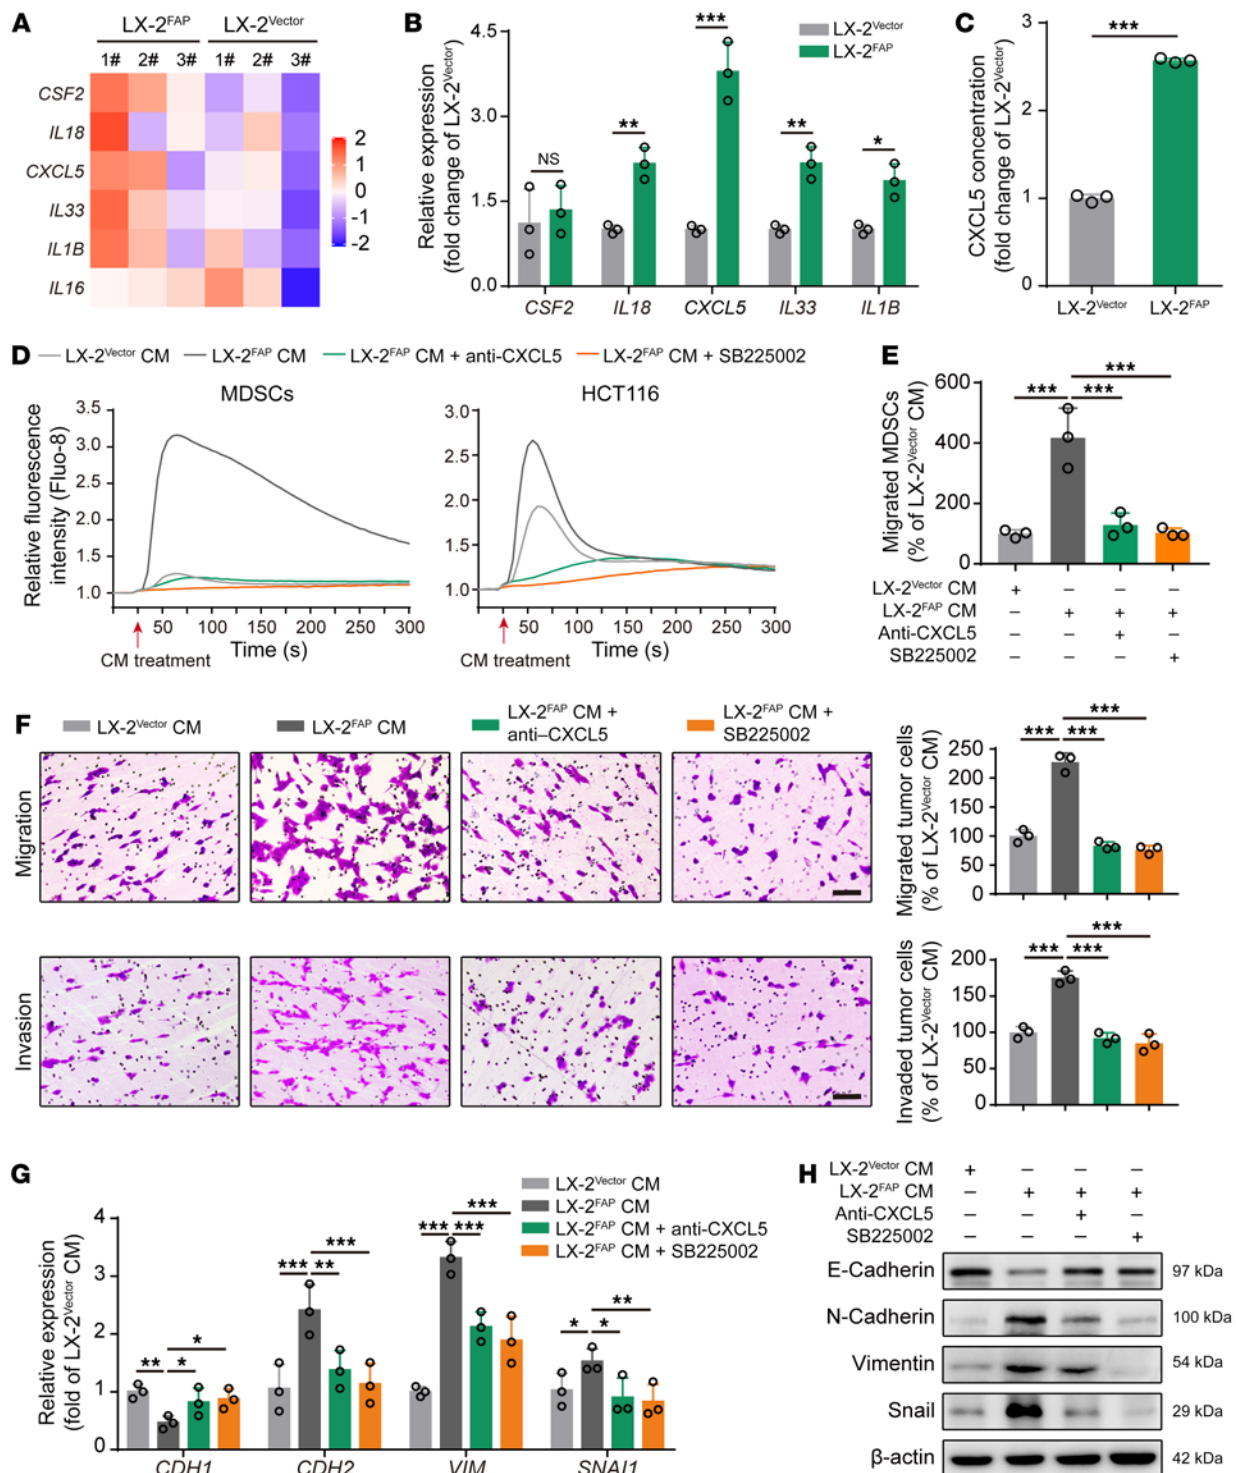 A
LX-2FAP LX-2Vector
1# 2# 3# 1# 2# 3#
CSF2
IL18
CXCL5
IL33
IL1B
IL16
2
1
0
-1
-2
B
Relative expression
(fold change of LX-2Vector)
4.5
3.0
1.5
0.0
NS
**
***
**
*
LX-2Vector
LX-2FAP
CSF2 IL18 CXCL5 IL33 IL1B
C
CXCL5 concentration
(fold change of LX-2Vector)
3
2
1
0
***
LX-2Vector LX-2FAP
D
LX-2Vector CM LX-2FAP CM LX-2FAP CM + anti-CXCL5 LX-2FAP CM + SB225002
MDSCs
Relative fluorescence
intensity (Fluo-8)
3.5
3.0
2.5
2.0
1.5
1.0
50 100 150 200 250 300
CM treatment
Time (s)
HCT116
3.0
2.5
2.0
1.5
1.0
50 100 150 200 250 300
CM treatment
Time (s)
E
Migrated MDSCs
(% of LX-2Vector CM)
600
400
200
0
***
*** ***
LX-2Vector CM + – – –
LX-2FAP CM – + + +
Anti-CXCL5 – – + –
SB225002 – – – +
F
LX-2Vector CM
LX-2FAP CM
LX-2FAP CM +
anti–CXCL5
LX-2FAP CM +
SB225002
Migration
Invasion
Migrated tumor cells
(% of LX-2Vector CM)
250
200
150
100
50
0
***
*** ***
Invaded tumor cells
(% of LX-2Vector CM)
200
150
100
50
0
***
*** ***
G
LX-2Vector CM
LX-2FAP CM
LX-2FAP CM + anti-CXCL5
LX-2FAP CM + SB225002
Relative expression
(fold of LX-2Vector CM)
4
3
2
1
0
*
** *
***
*** **
***
*** ***
**
* *
CDH1 CDH2 VIM SNAI1
H
LX-2Vector CM + – – –
LX-2FAP CM – + + +
Anti-CXCL5 – – + –
SB225002 – – – +
E-Cadherin 97 kDa
N-Cadherin 100 kDa
Vimentin 54 kDa
Snail 29 kDa
β-actin 42 kDa